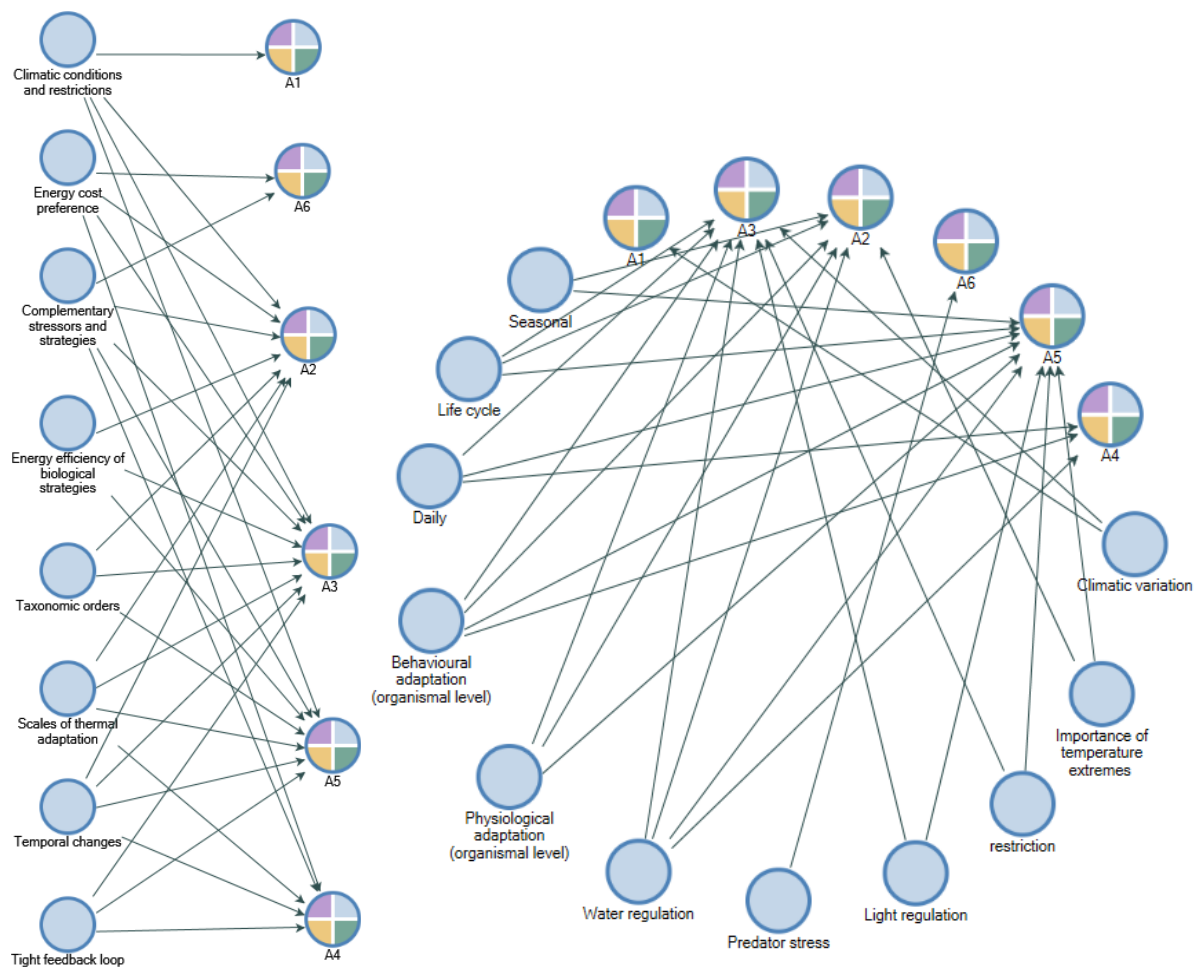 Climatic conditions
and restrictions
A1
Energy cost
preference
A6
Complementary
stressors and
strategies
A2
Energy efficiency of
biological
strategies
Taxonomic orders
A3
Scales of thermal
adaptation
A5
Temporal changes
Tight feedback loop
A4
A1
A3
A2
A6
A5
A4
Seasonal
Life cycle
Daily
Behavioural
adaptation
(organismal level)
Physiological
adaptation
(organismal level)
Water regulation
Predator stress
Light regulation
restriction
Importance of
temperature
extremes
Climatic variation